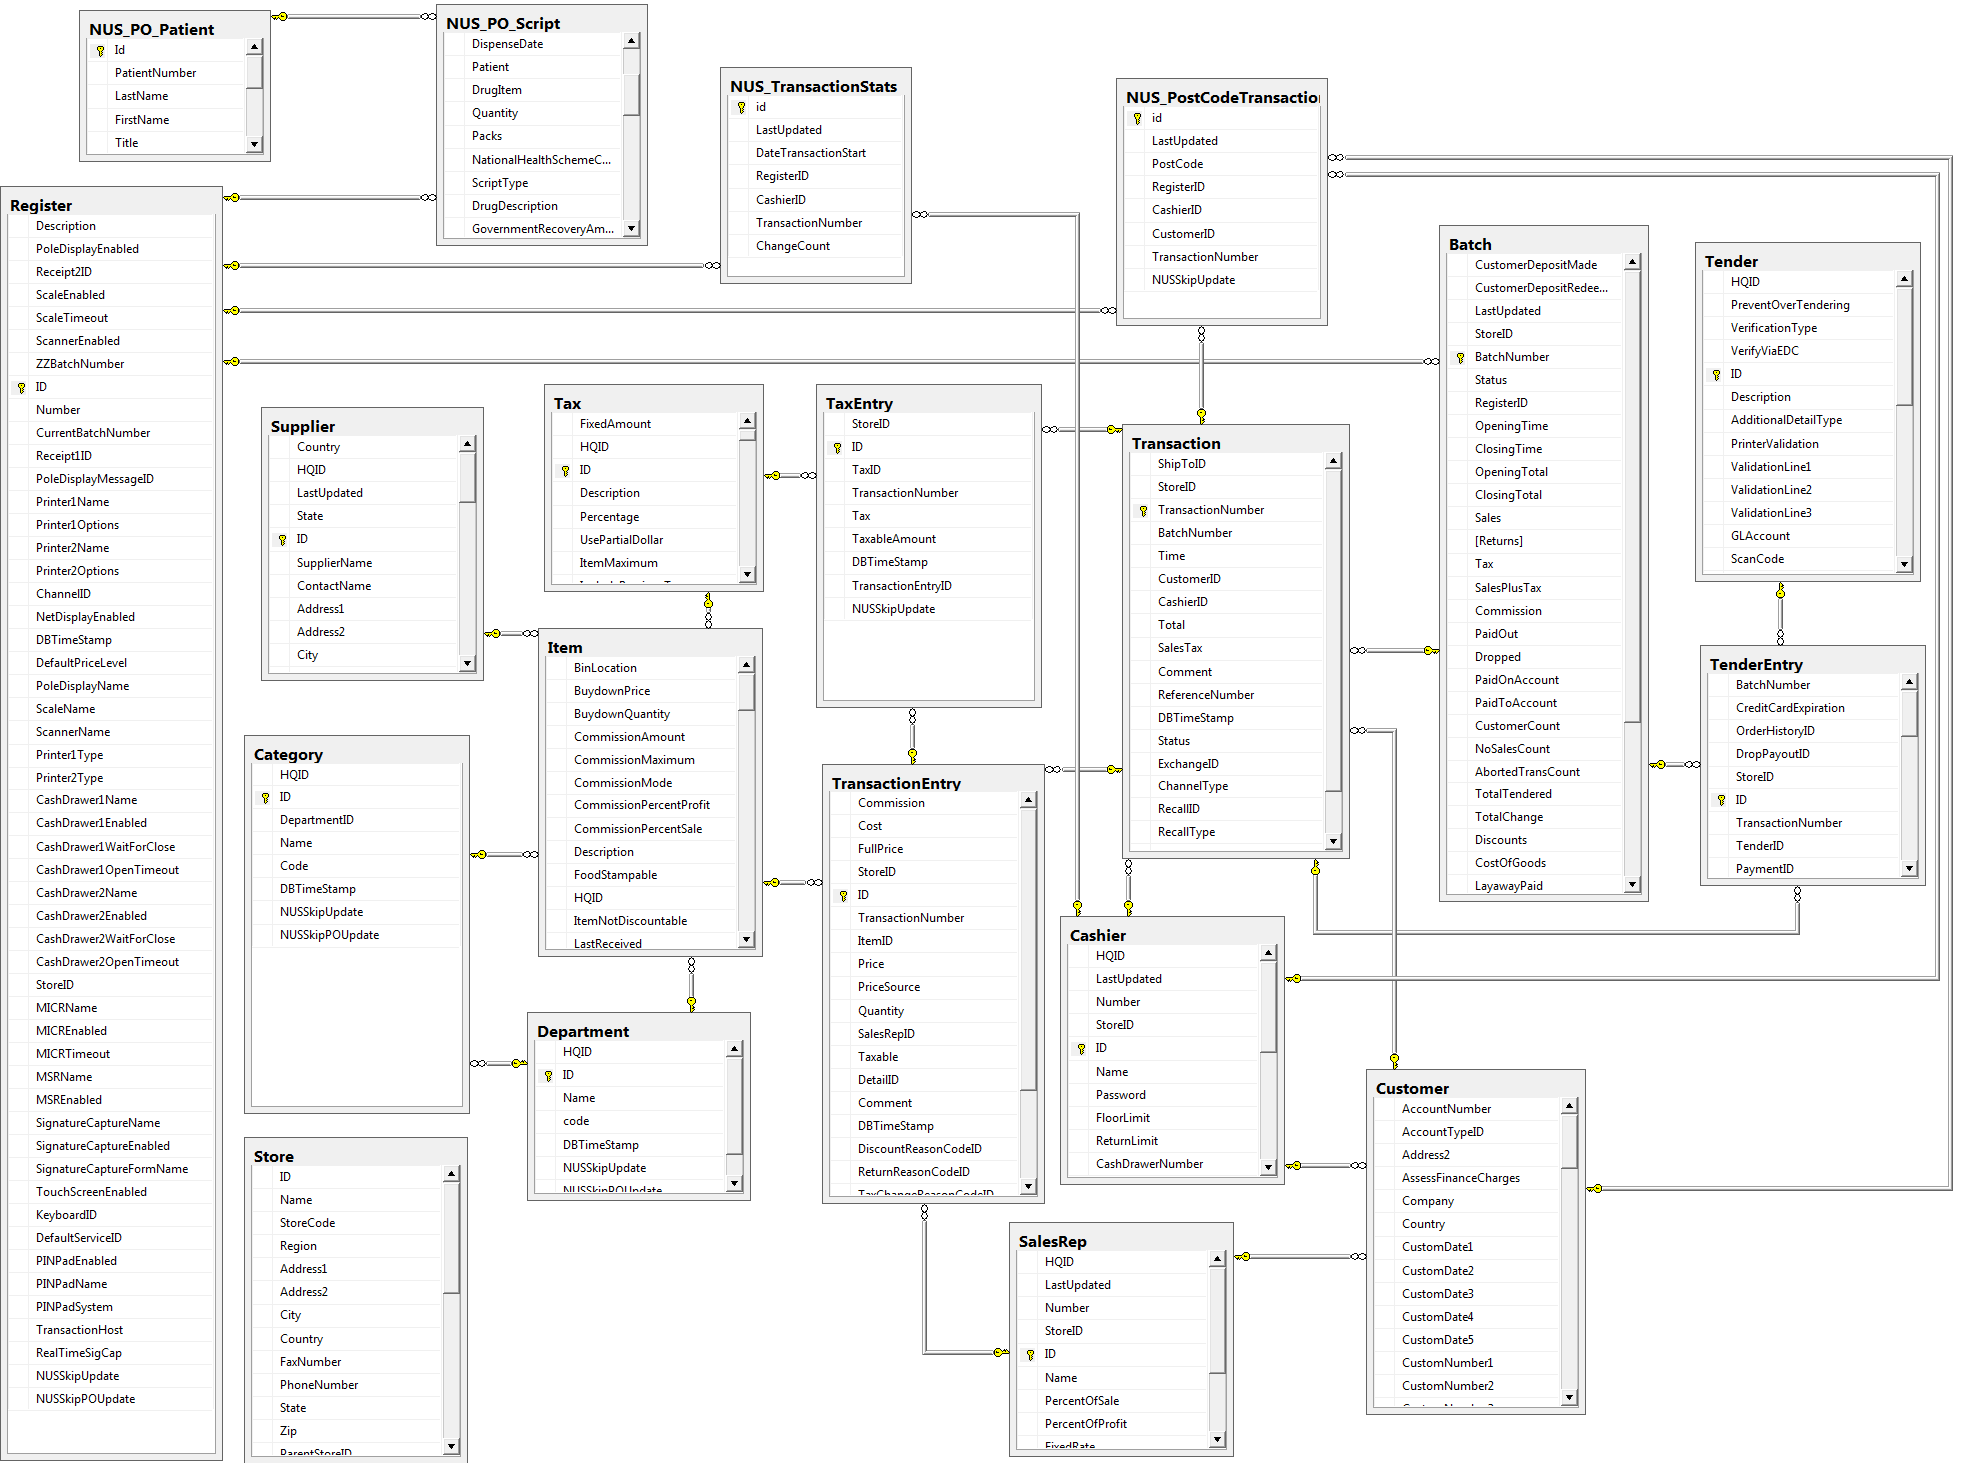 NUS_PO_Patient
Id
PatientNumber
LastName
FirstName
Title
NUS_PO_Script
DispenseDate
Patient
DrugItem
Quantity
Packs
NationalHealthSchemeC...
ScriptType
DrugDescription
GovernmentRecoveryAm...
NUS_TransactionStats
id
LastUpdated
DateTransactionStart
RegisterID
CashierID
TransactionNumber
ChangeCount
NUS_PostCodeTransactio
id
LastUpdated
PostCode
RegisterID
CashierID
CustomerID
TransactionNumber
NUSSkipUpdate
Register
Description
PoleDisplayEnabled
Receipt2ID
ScaleEnabled
ScaleTimeout
ScannerEnabled
ZZBatchNumber
ID
Number
CurrentBatchNumber
Receipt1ID
PoleDisplayMessageID
Printer1Name
Printer1Options
Printer2Name
Printer2Options
ChannelID
NetDisplayEnabled
DBTimeStamp
DefaultPriceLevel
PoleDisplayName
ScaleName
ScannerName
Printer1Type
Printer2Type
CashDrawer1Name
CashDrawer1Enabled
CashDrawer1WaitForClose
CashDrawer1OpenTimeout
CashDrawer2Name
CashDrawer2Enabled
CashDrawer2WaitForClose
CashDrawer2OpenTimeout
StoreID
MICRName
MICREnabled
MICRTimeout
MSRName
MSREnabled
SignatureCaptureName
SignatureCaptureEnabled
SignatureCaptureFormName
TouchScreenEnabled
KeyboardID
DefaultServiceID
PINPadEnabled
PINPadName
PINPadSystem
TransactionHost
RealTimeSigCap
NUSSkipUpdate
NUSSkipPOUpdate
Batch
CustomerDepositMade
CustomerDepositRedee...
LastUpdated
StoreID
BatchNumber
Status
RegisterID
OpeningTime
ClosingTime
OpeningTotal
ClosingTotal
Sales
[Returns]
Tax
SalesPlusTax
Commission
PaidOut
Dropped
PaidOnAccount
PaidToAccount
CustomerCount
NoSalesCount
AbortedTransCount
TotalTendered
TotalChange
Discounts
CostOfGoods
LayawayPaid
Tender
HQID
PreventOverTendering
VerificationType
VerifyViaEDC
ID
Description
AdditionalDetailType
PrinterValidation
ValidationLine1
ValidationLine2
ValidationLine3
GLAccount
ScanCode
Supplier
Country
HQID
LastUpdated
State
ID
SupplierName
ContactName
Address1
Address2
City
Tax
FixedAmount
HQID
ID
Description
Percentage
UsePartialDollar
ItemMaximum
TaxEntry
StoreID
ID
TaxID
TransactionNumber
Tax
TaxableAmount
DBTimeStamp
TransactionEntryID
NUSSkipUpdate
Transaction
ShipToID
StoreID
TransactionNumber
BatchNumber
Time
CustomerID
CashierID
Total
SalesTax
Comment
ReferenceNumber
DBTimeStamp
Status
ExchangeID
ChannelType
RecallID
RecallType
Item
BinLocation
BuydownPrice
BuydownQuantity
CommissionAmount
CommissionMaximum
CommissionMode
CommissionPercentProfit
CommissionPercentSale
Description
FoodStampable
HQID
ItemNotDiscountable
LastReceived
TenderEntry
BatchNumber
CreditCardExpiration
OrderHistoryID
DropPayoutID
StoreID
ID
TransactionNumber
TenderID
PaymentID
Category
HQID
ID
DepartmentID
Name
Code
DBTimeStamp
NUSSkipUpdate
NUSSkipPOUpdate
TransactionEntry
Commission
Cost
FullPrice
StoreID
ID
TransactionNumber
ItemID
Price
PriceSource
Quantity
SalesRepID
Taxable
DetailID
Comment
DBTimeStamp
DiscountReasonCodeID
ReturnReasonCodeID
TaxChangeReasonCodeID
Cashier
HQID
LastUpdated
Number
StoreID
ID
Name
Password
FloorLimit
ReturnLimit
CashDrawerNumber
Department
HQID
ID
Name
code
DBTimeStamp
NUSSkipUpdate
NUSSkipPOUpdate
Customer
AccountNumber
AccountTypeID
Address2
AssessFinanceCharges
Company
Country
CustomDate1
CustomDate2
CustomDate3
CustomDate4
CustomDate5
CustomNumber1
CustomNumber2
Store
ID
Name
StoreCode
Region
Address1
Address2
City
Country
FaxNumber
PhoneNumber
State
Zip
ParentStoreID
SalesRep
HQID
LastUpdated
Number
StoreID
ID
Name
PercentOfSale
PercentOfProfit
FixedRate